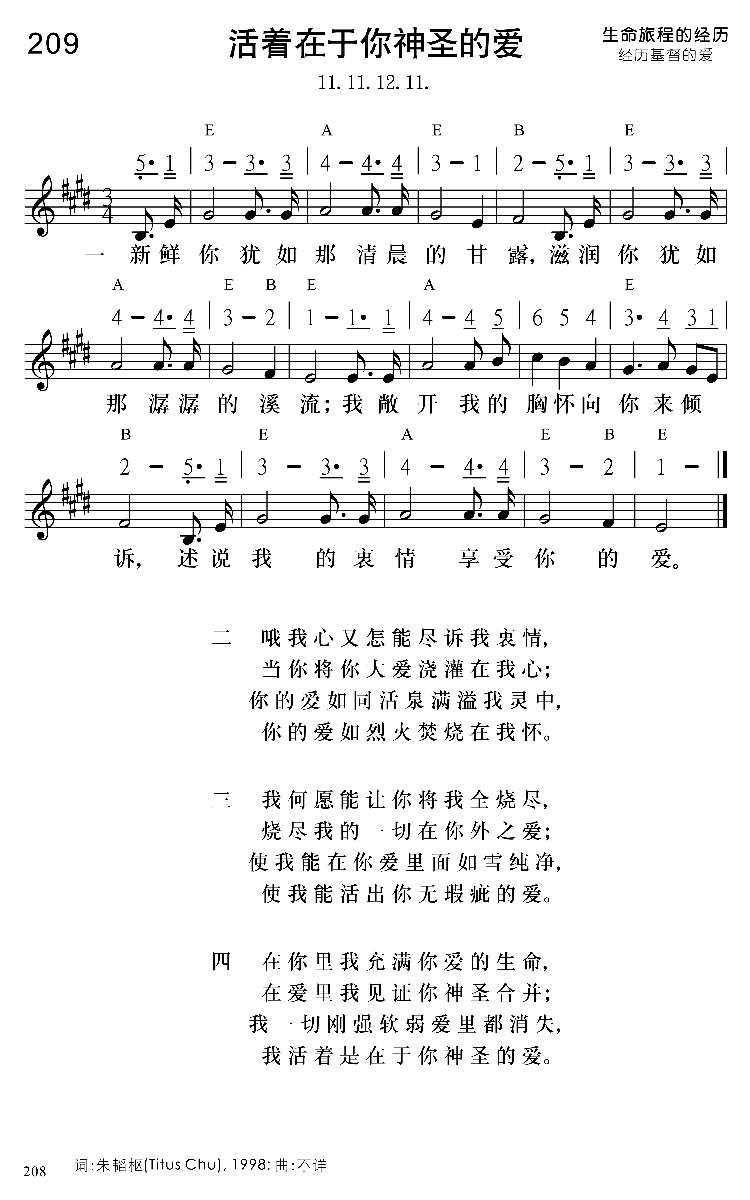 209
活着在于你神圣的爱
生命旅程的经历
经历基督的爱
11. 11. 12. 11.
E A E B E
5· 1 | 3 – 3· 3 | 4 – 4· 4 | 3 – 1 | 2 – 5· 1 | 3 – 3· 3 |
3
4
一 新鲜你犹如那清晨的甘露,滋润你犹如
A E B E A E
4 – 4· 4 | 3 – 2 | 1 – 1· 1 | 4 – 4 5 | 6 5 4 | 3· 4 3 1 |
那潺潺的溪流;我敞开我的胸怀向你来倾
B E A E B E
2 – 5· 1 | 3 – 3· 3 | 4 – 4· 4 | 3 – 2 | 1 – ‖
诉,述说我的衷情享受你的爱。
二 哦我心又怎能尽诉我衷情,
当你将你大爱浇灌在我心;
你的爱如同活泉满溢我灵中,
你的爱如烈火焚烧在我怀。
三 我何愿能让你将我全烧尽,
烧尽我的一切在你外之爱;
使我能在你爱里面如雪纯净,
使我能活出你无瑕疵的爱。
四 在你里我充满你爱的生命,
在爱里我见证你神圣合并;
我一切刚强软弱爱里都消失,
我活着是在于你神圣的爱。
208 词:朱韬枢(Titus Chu), 1998; 曲:不详